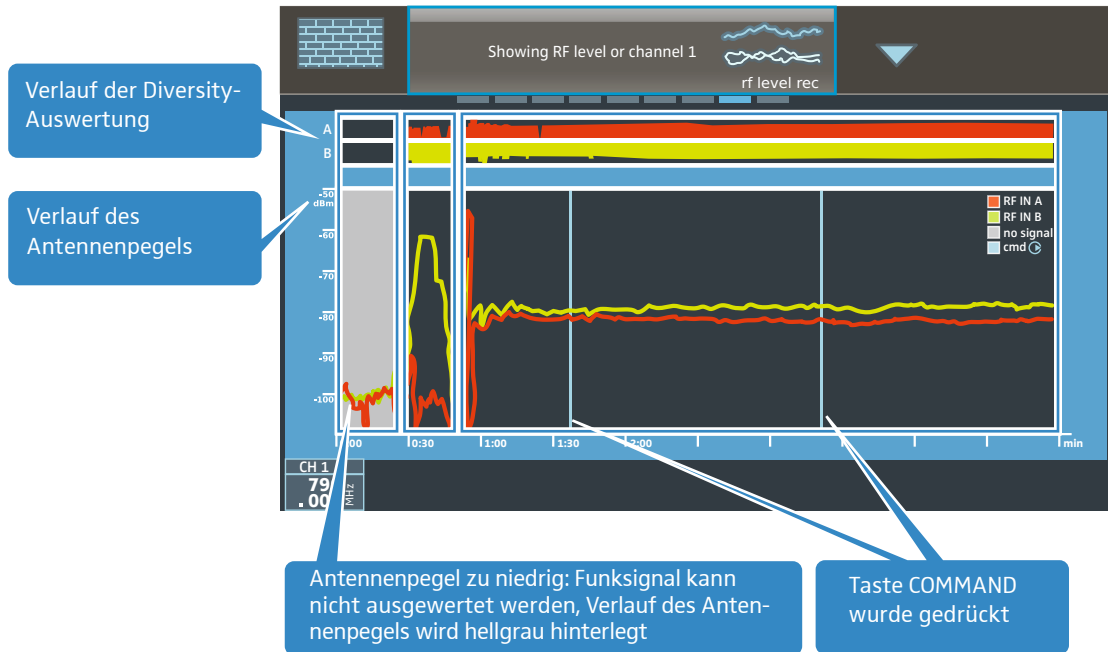 Showing RF level or channel 1
rf level rec
Verlauf der Diversity-
Auswertung
A
B
Verlauf des
Antennenpegels
-50
dBm
-60
-70
-80
-90
-100
RF IN A
RF IN B
no signal
cmd
0:30
1:00
1:30
2:00
min
CH 1
79
.00
MHz
Antennenpegel zu niedrig: Funksignal kann
nicht ausgewertet werden, Verlauf des Anten-
nenpegels wird hellgrau hinterlegt
Taste COMMAND
wurde gedrückt